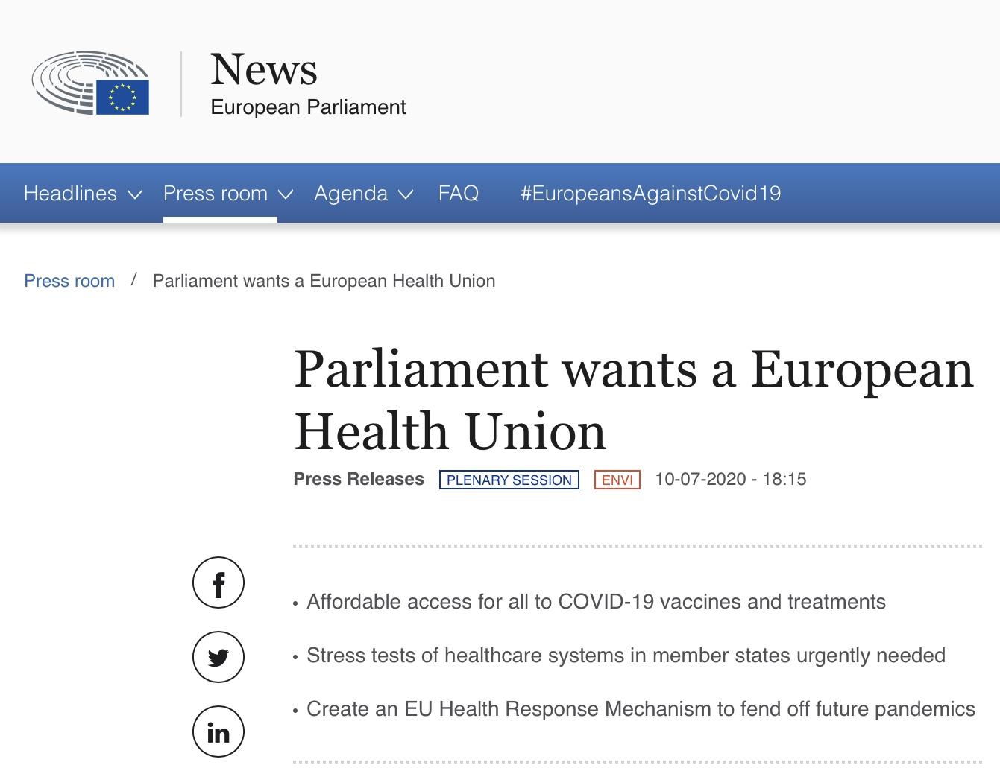 News
European Parliament
Headlines Press room Agenda FAQ #EuropeansAgainstCovid19
Press room / Parliament wants a European Health Union
Parliament wants a European
Health Union
Press Releases PLENARY SESSION ENVI 10-07-2020 - 18:15
• Affordable access for all to COVID-19 vaccines and treatments
• Stress tests of healthcare systems in member states urgently needed
• Create an EU Health Response Mechanism to fend off future pandemics